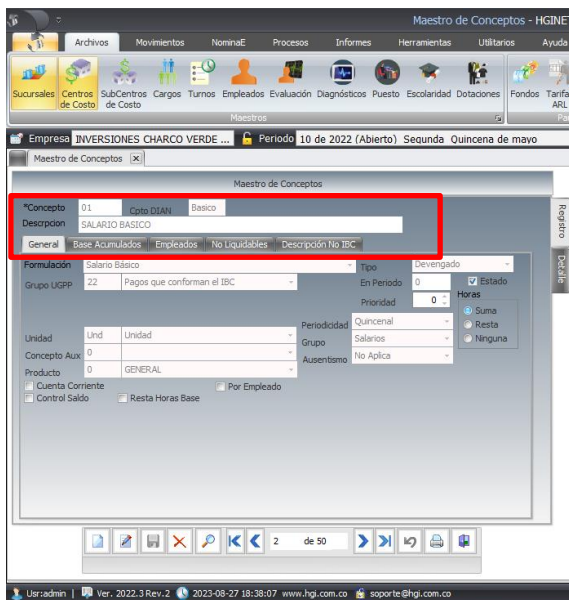 Maestro de Conceptos - HGINE
Archivos Movimientos NominaE Procesos Informes Herramientas Utilitarios Ayuda
Sucursales Centros de Costo SubCentros de Costo Cargos Turnos Empleados Evaluación Diagnósticos Puesto Escolaridad Dotaciones Fondos Tarifa ARL
Maestros Pa
Empresa INVERSIONES CHARCO VERDE ... Periodo 10 de 2022 (Abierto) Segunda Quincena de mayo
Maestro de Conceptos
Maestro de Conceptos
*Concepto 01 Cpto DIAN Basico
Descripcion SALARIO BASICO
General Base Acumulados Empleados No Liquidables Descripción No IBC
Registro
Detalle
Formulación Salario Básico Tipo Devengado
Grupo UGPP 22 Pagos que conforman el IBC En Periodo 0 Estado
Prioridad 0 Horas
Suma
Periodicidad Quincenal Resta
Unidad Und Unidad Grupo Salarios Ninguna
Concepto Aux 0 Ausentismo No Aplica
Producto 0 GENERAL
Cuenta Corriente Por Empleado
Control Saldo Resta Horas Base
2 de 50
Usr:admin | Ver. 2022.3 Rev.2 2023-08-27 18:38:07 www.hgi.com.co soporte@hgi.com.co